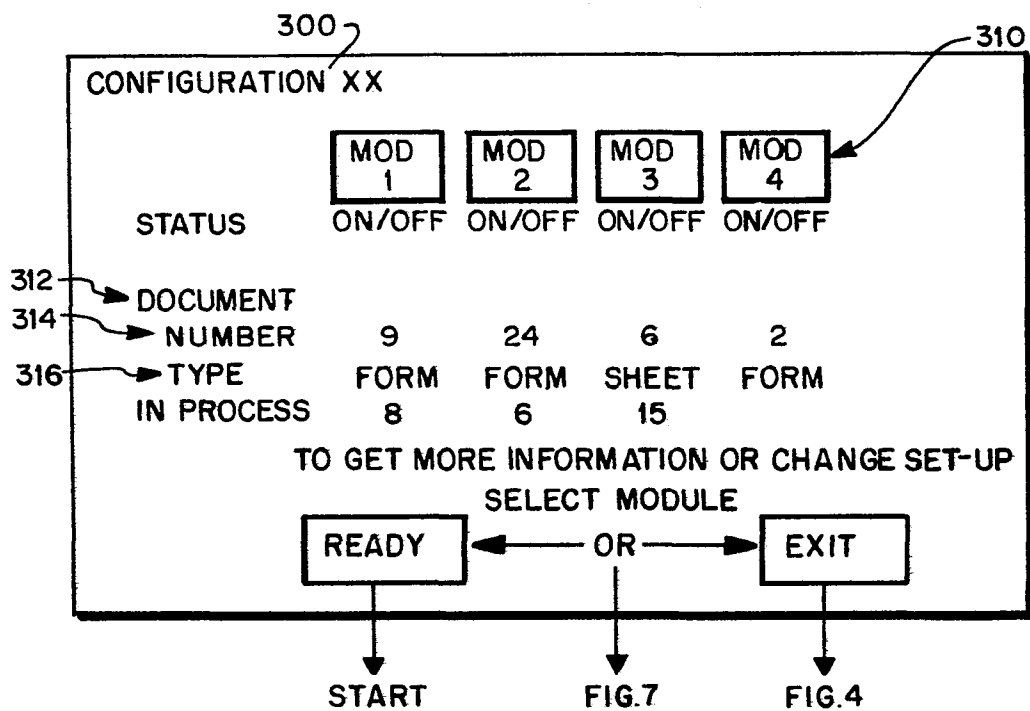 300
310
CONFIGURATION XX
MOD 1 MOD 2 MOD 3 MOD 4
STATUS ON/OFF ON/OFF ON/OFF ON/OFF
312
DOCUMENT
314 NUMBER 9 24 6 2
316 TYPE FORM FORM SHEET FORM
IN PROCESS 8 6 15
TO GET MORE INFORMATION OR CHANGE SET-UP
SELECT MODULE
READY OR EXIT
START FIG.7 FIG.4